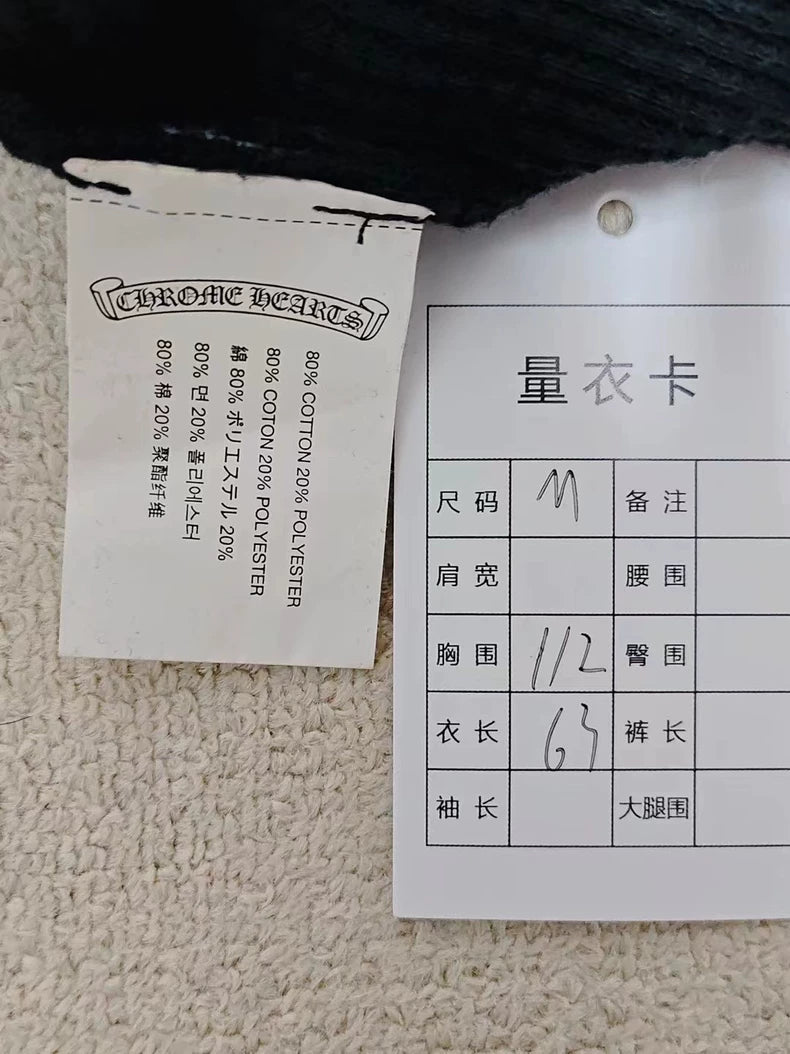 CHROME HEARTS
80% COTTON 20% POLYESTER
80% COTON 20% POLYESTER
綿 80% ポリエステル 20%
80% 면 20% 폴리에스터
80% 棉 20% 聚酯纤维
量衣卡
尺码 M 备注
肩宽 腰围
胸围 112 臀围
衣长 63 裤长
袖长 大腿围